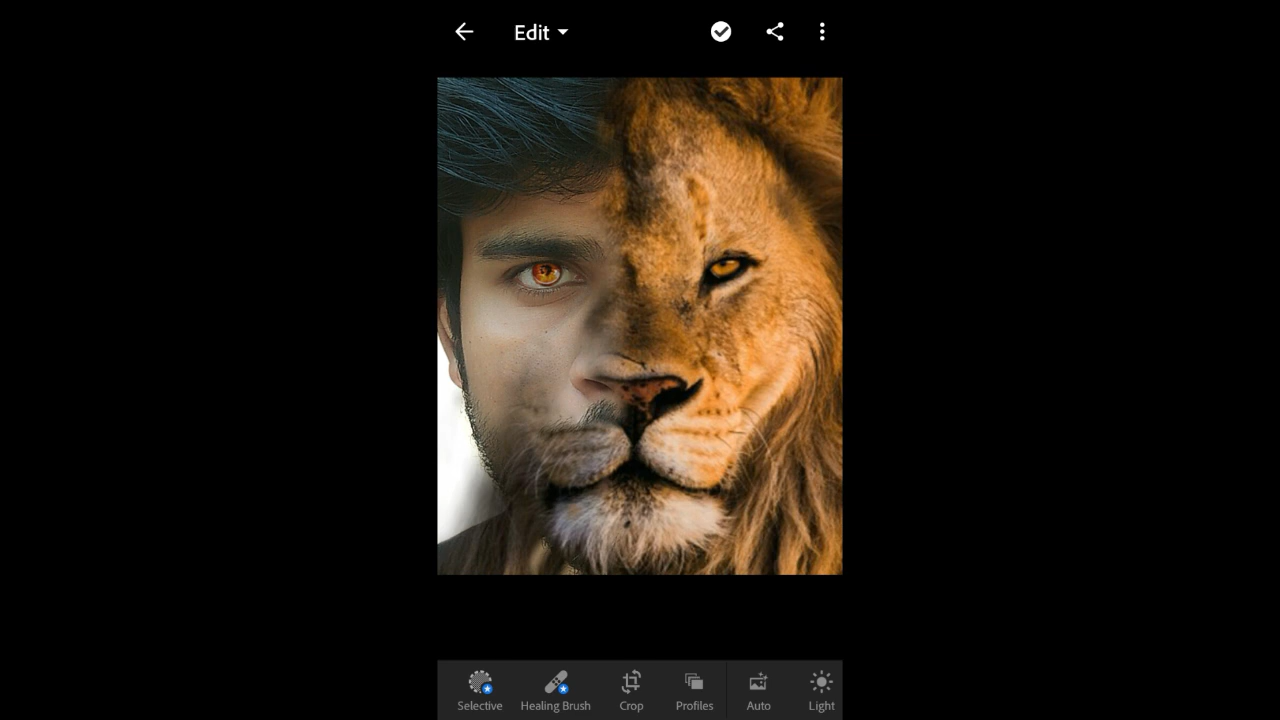 Edit
Selective
Healing Brush
Crop
Profiles
Auto
Light